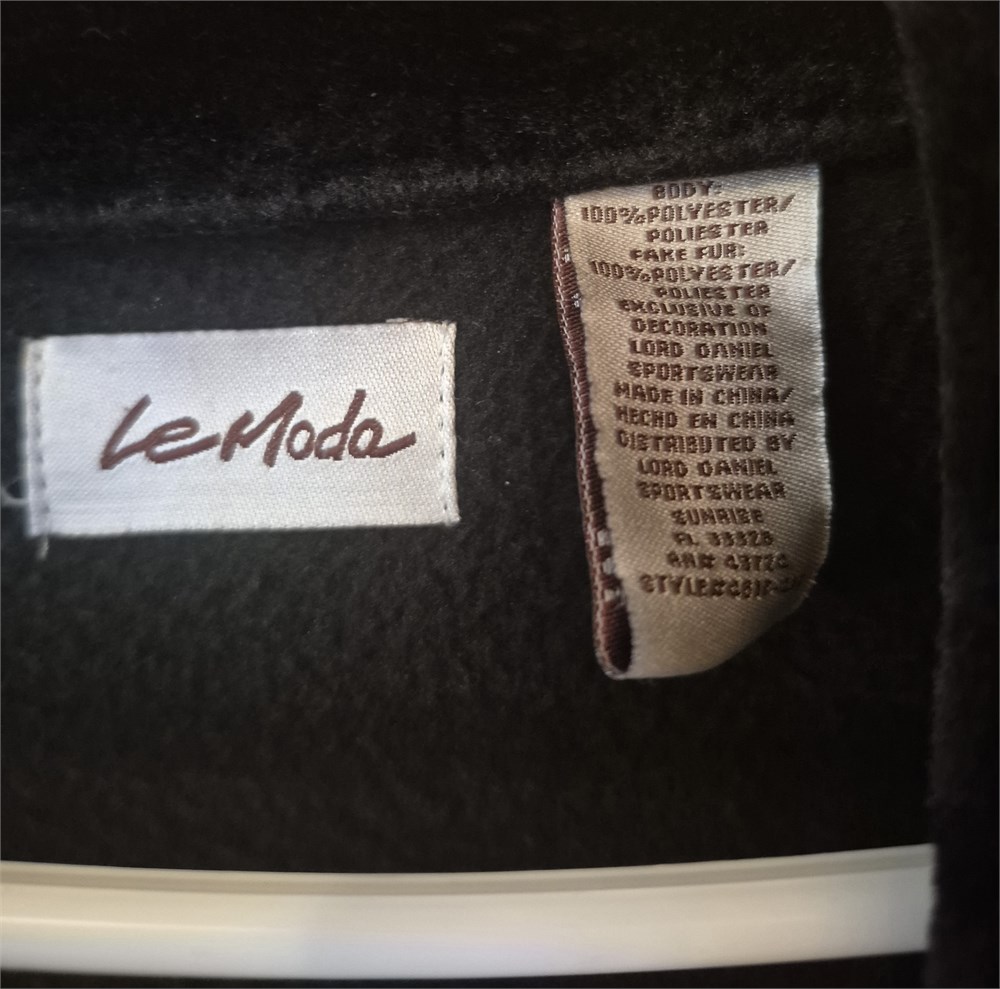 Le Moda
BODY:
100%POLYESTER/
POLIESTER
FAKE FUR:
100%POLYESTER/
POLIESTER
EXCLUSIVE OF
DECORATION
LORD DANIEL
SPORTSWEAR
MADE IN CHINA/
HECHO EN CHINA
DISTRIBUTED BY
LORD DANIEL
SPORTSWEAR
SUNRISE
FL
STYLE#